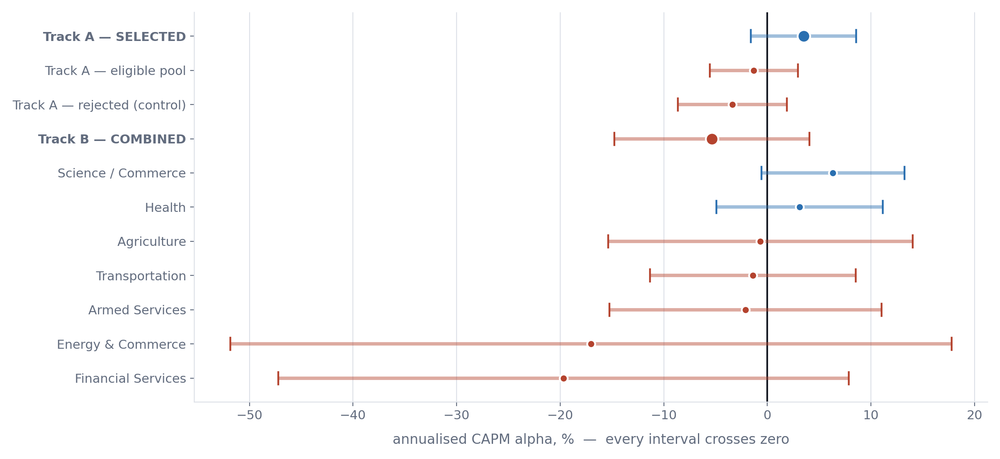 Track A — SELECTED
Track A — eligible pool
Track A — rejected (control)
Track B — COMBINED
Science / Commerce
Health
Agriculture
Transportation
Armed Services
Energy & Commerce
Financial Services
−50 −40 −30 −20 −10 0 10 20
annualised CAPM alpha, % — every interval crosses zero